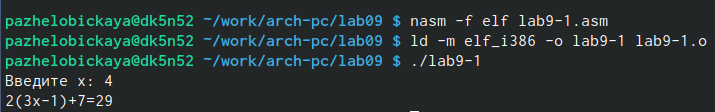 pazhelobickaya@dk5n52 ~/work/arch-pc/lab09 $ nasm -f elf lab9-1.asm
pazhelobickaya@dk5n52 ~/work/arch-pc/lab09 $ ld -m elf_i386 -o lab9-1 lab9-1.o
pazhelobickaya@dk5n52 ~/work/arch-pc/lab09 $ ./lab9-1
Введите x: 4
2(3x-1)+7=29